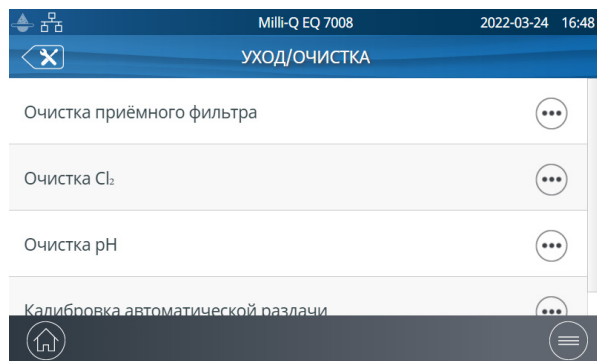 Milli-Q EQ 7008 2022-03-24 16:48
УХОД/ОЧИСТКА
Очистка приёмного фильтра
Очистка Cl₂
Очистка pH
Калибровка автоматической раздачи